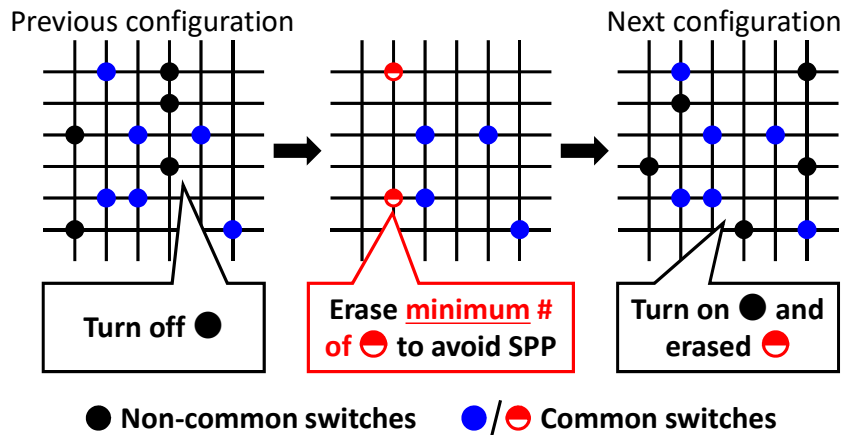 Previous configuration
Next configuration
Turn off
Erase minimum #
of to avoid SPP
Turn on and
erased
Non-common switches / Common switches